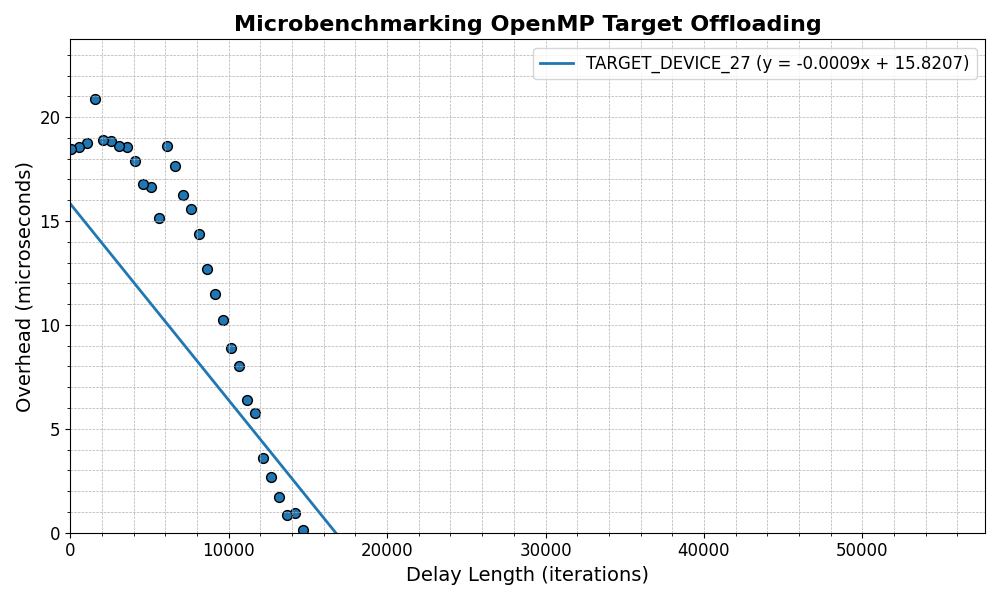 Microbenchmarking OpenMP Target Offloading
TARGET_DEVICE_27 (y = -0.0009x + 15.8207)
Overhead (microseconds)
20
15
10
5
0
0 10000 20000 30000 40000 50000
Delay Length (iterations)